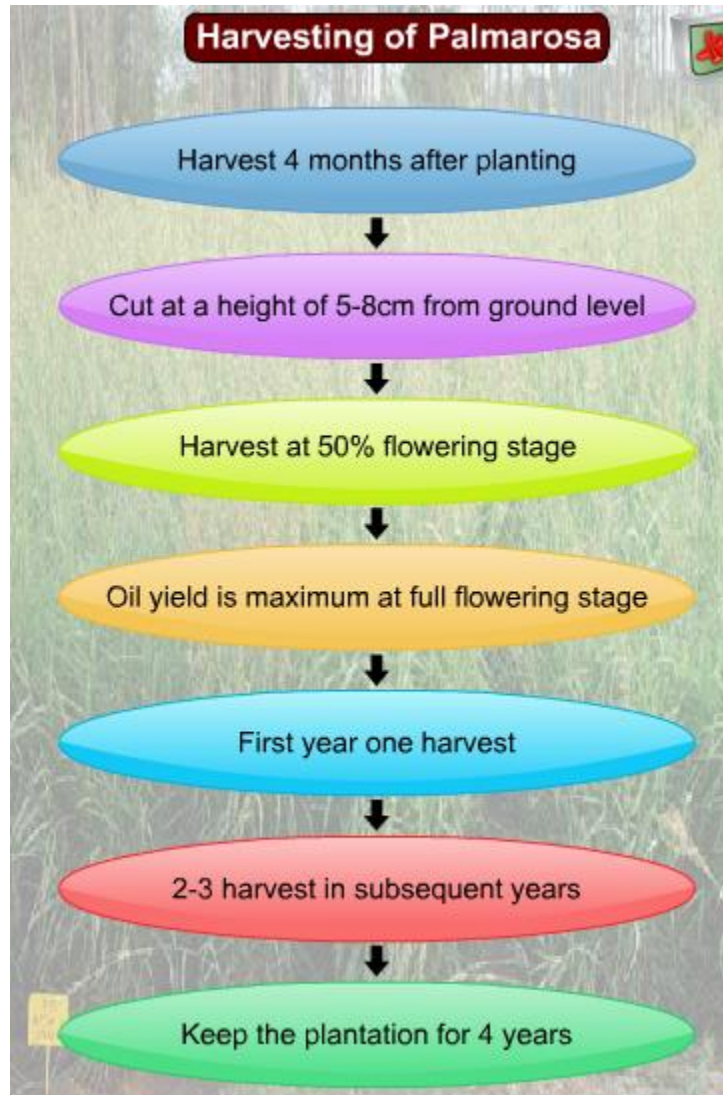 Harvesting of Palmarosa
Harvest 4 months after planting
Cut at a height of 5-8cm from ground level
Harvest at 50% flowering stage
Oil yield is maximum at full flowering stage
First year one harvest
2-3 harvest in subsequent years
Keep the plantation for 4 years